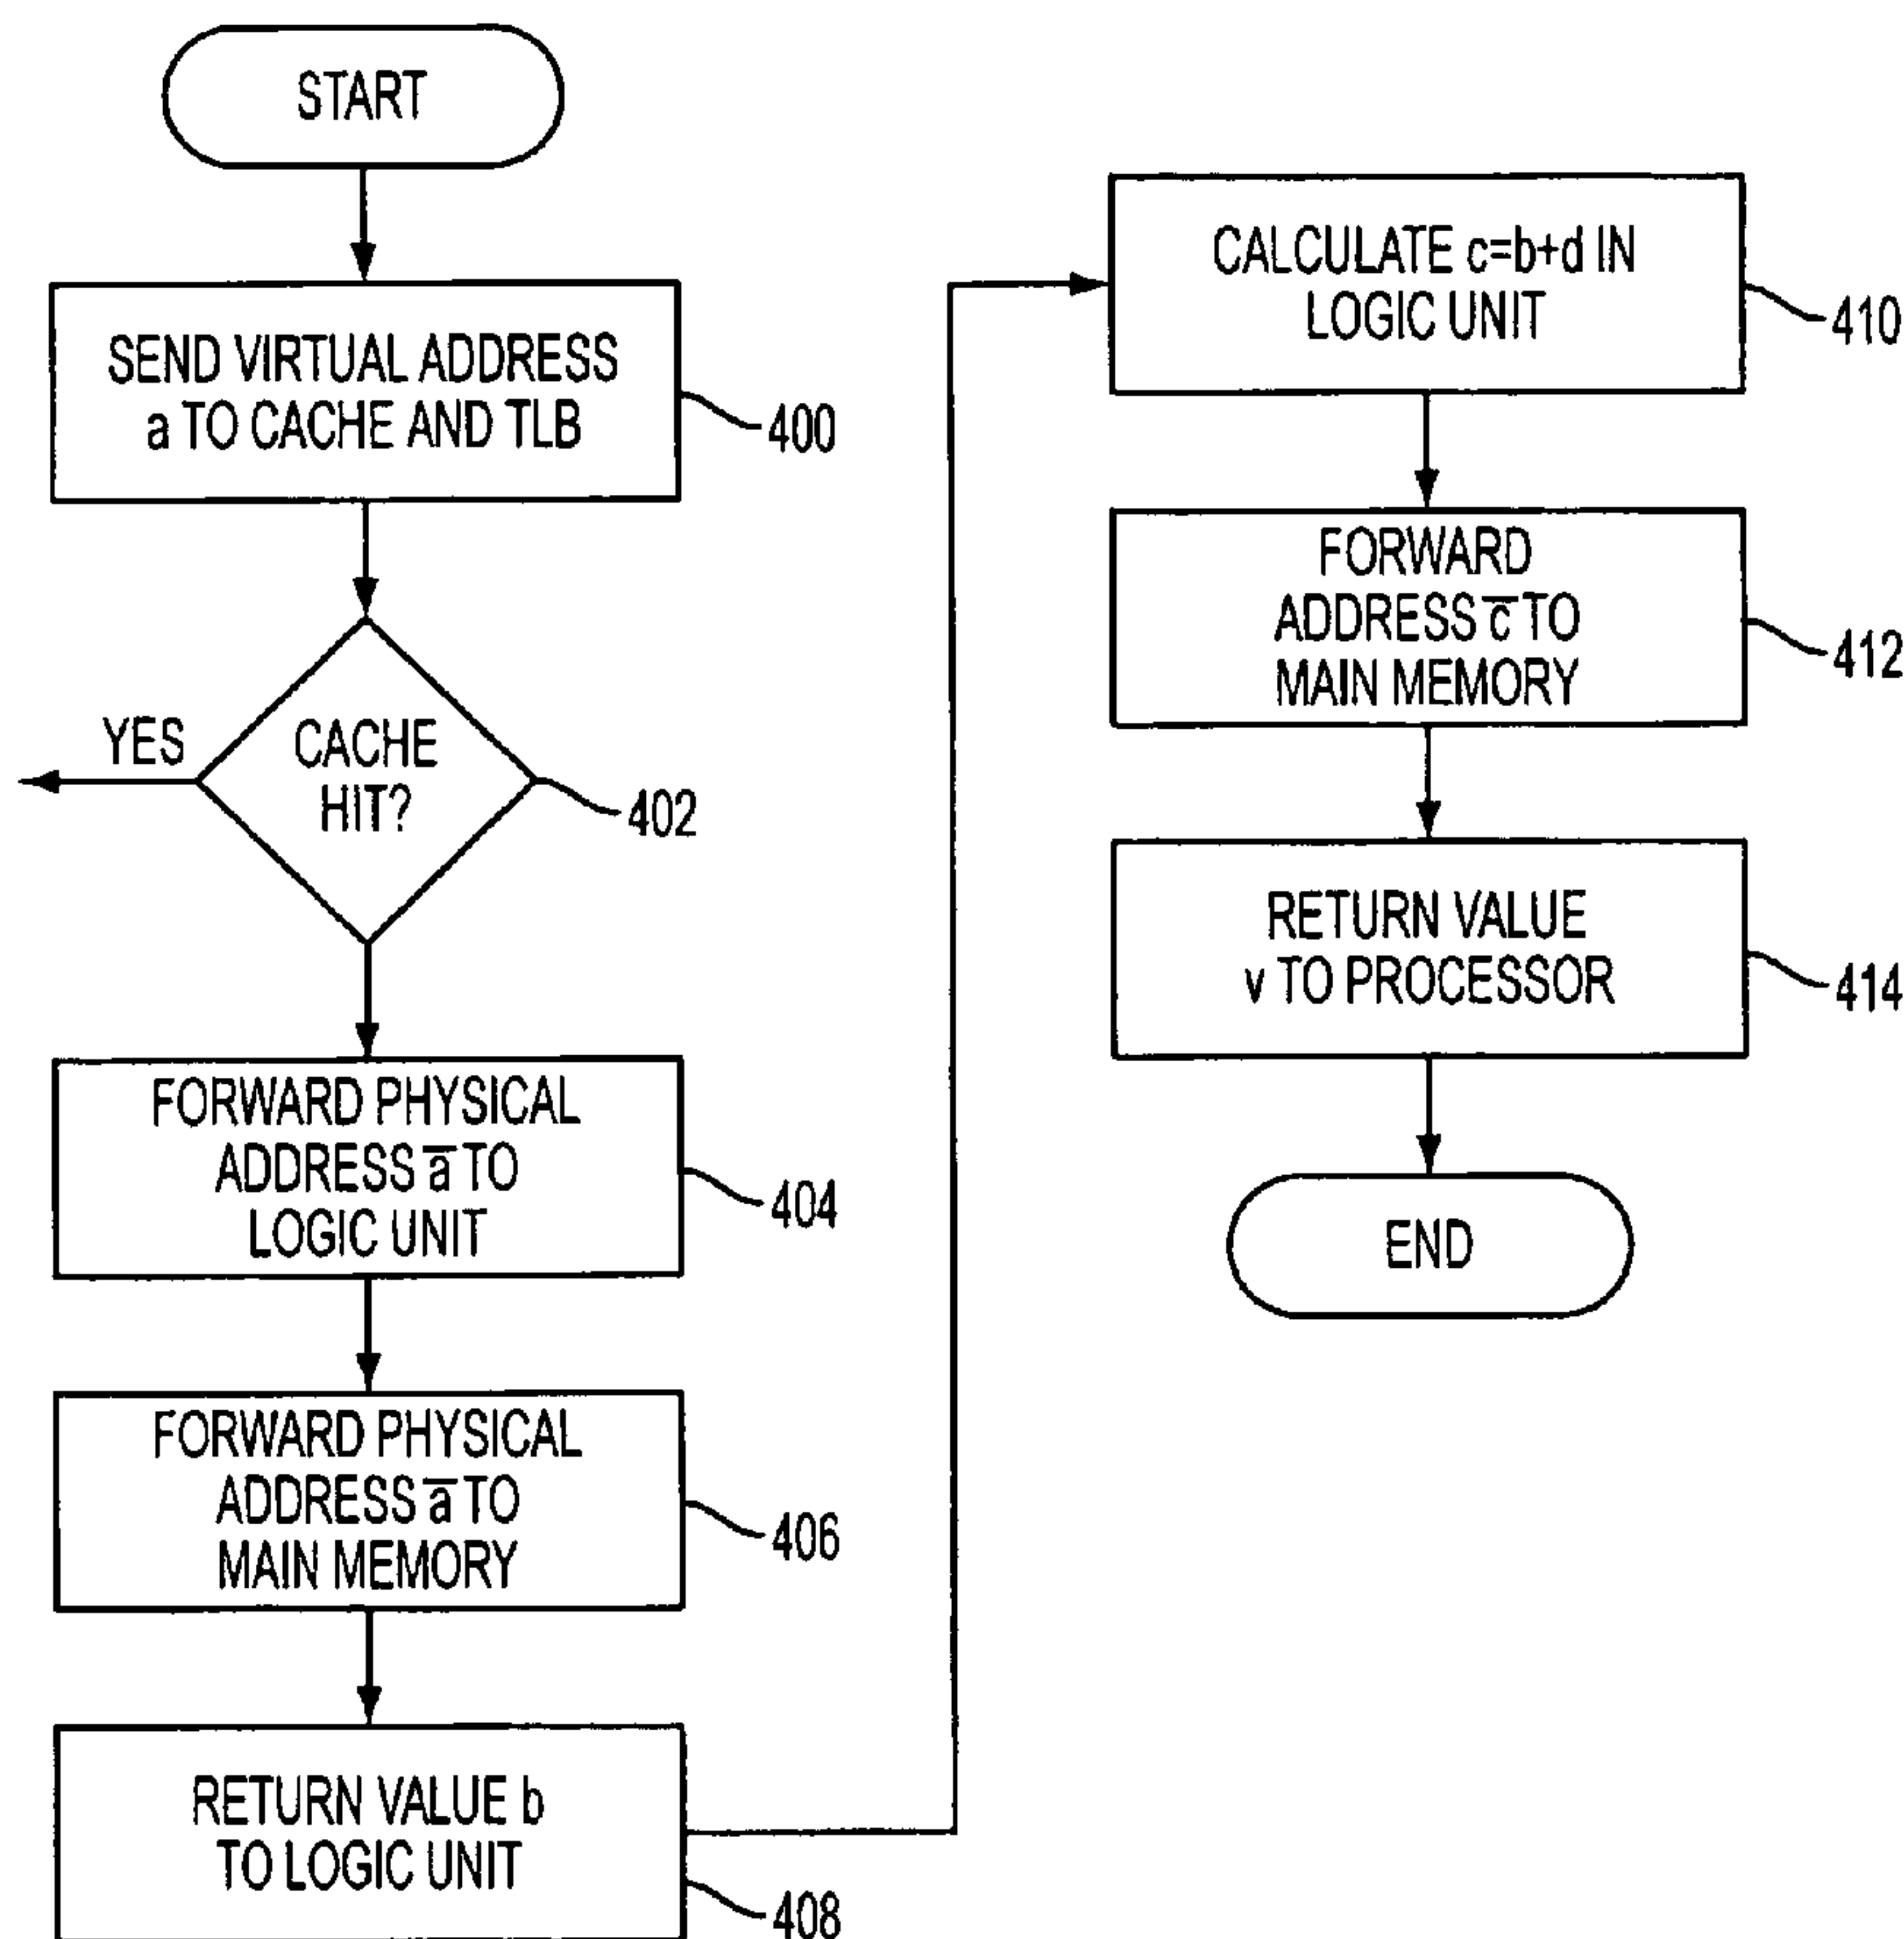 START
SEND VIRTUAL ADDRESS
a TO CACHE AND TLB
400
CACHE
HIT?
YES
402
FORWARD PHYSICAL
ADDRESS a̅ TO
LOGIC UNIT
404
FORWARD PHYSICAL
ADDRESS a̅ TO
MAIN MEMORY
406
RETURN VALUE b
TO LOGIC UNIT
408
CALCULATE c=b+d IN
LOGIC UNIT
410
FORWARD
ADDRESS c̅ TO
MAIN MEMORY
412
RETURN VALUE
v TO PROCESSOR
414
END